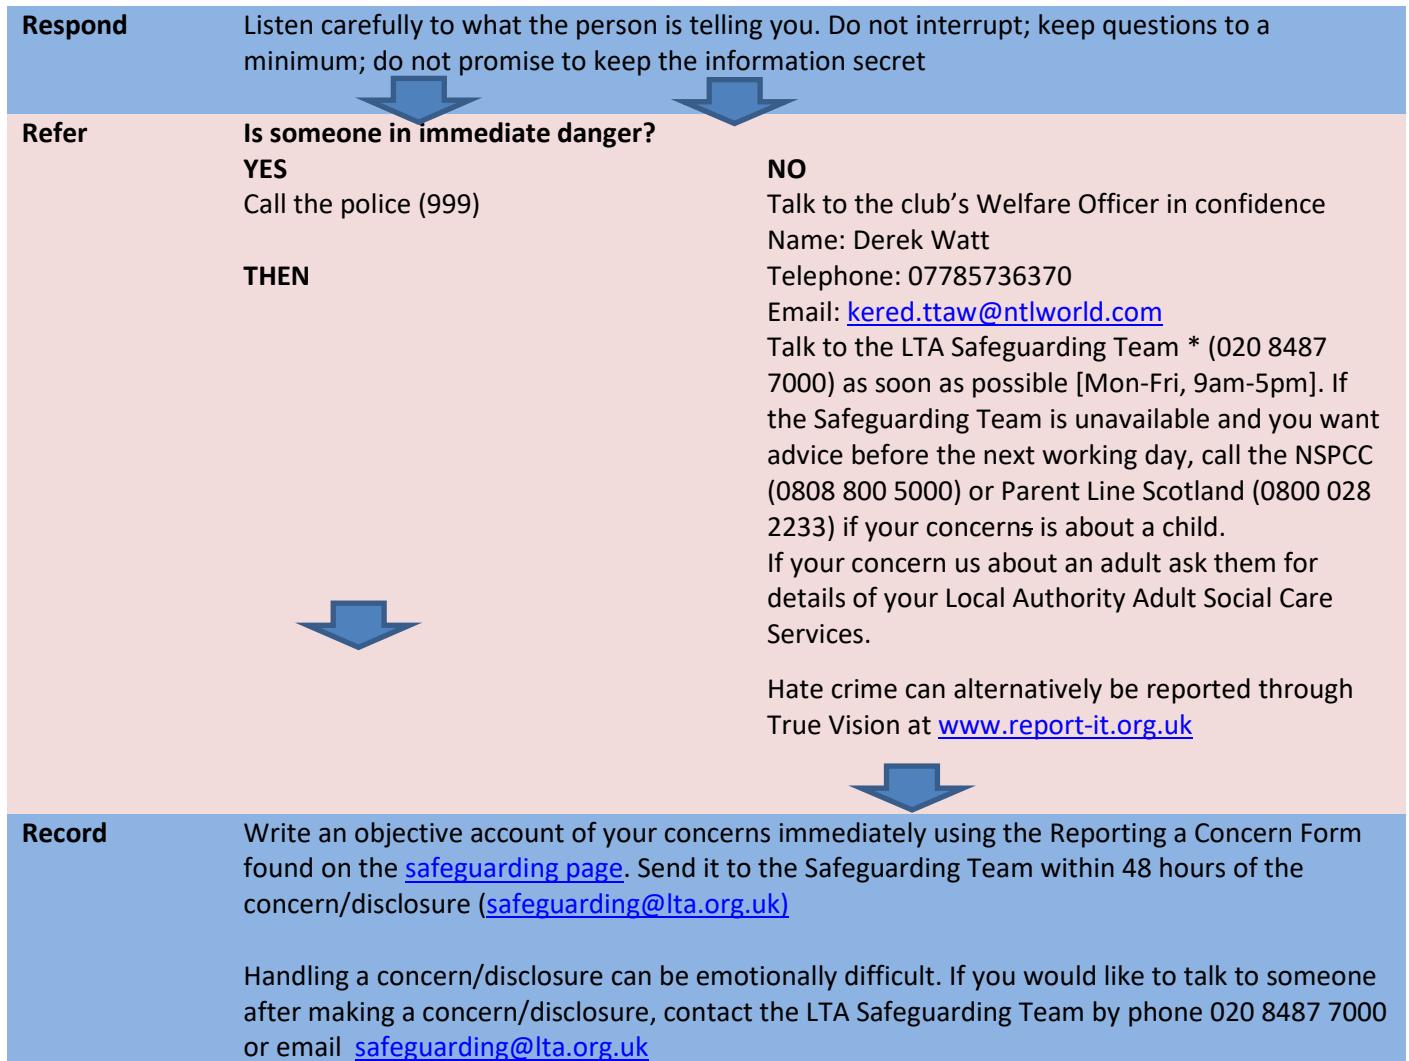 Respond
Listen carefully to what the person is telling you. Do not interrupt; keep questions to a
minimum; do not promise to keep the information secret
Refer
Is someone in immediate danger?
YES
Call the police (999)
THEN
NO
Talk to the club’s Welfare Officer in confidence
Name: Derek Watt
Telephone: 07785736370
Email: kered.ttaw@ntlworld.com
Talk to the LTA Safeguarding Team * (020 8487
7000) as soon as possible [Mon-Fri, 9am-5pm]. If
the Safeguarding Team is unavailable and you want
advice before the next working day, call the NSPCC
(0808 800 5000) or Parent Line Scotland (0800 028
2233) if your concerns is about a child.
If your concern us about an adult ask them for
details of your Local Authority Adult Social Care
Services.
Hate crime can alternatively be reported through
True Vision at www.report-it.org.uk
Record
Write an objective account of your concerns immediately using the Reporting a Concern Form
found on the safeguarding page. Send it to the Safeguarding Team within 48 hours of the
concern/disclosure (safeguarding@lta.org.uk)
Handling a concern/disclosure can be emotionally difficult. If you would like to talk to someone
after making a concern/disclosure, contact the LTA Safeguarding Team by phone 020 8487 7000
or email  safeguarding@lta.org.uk